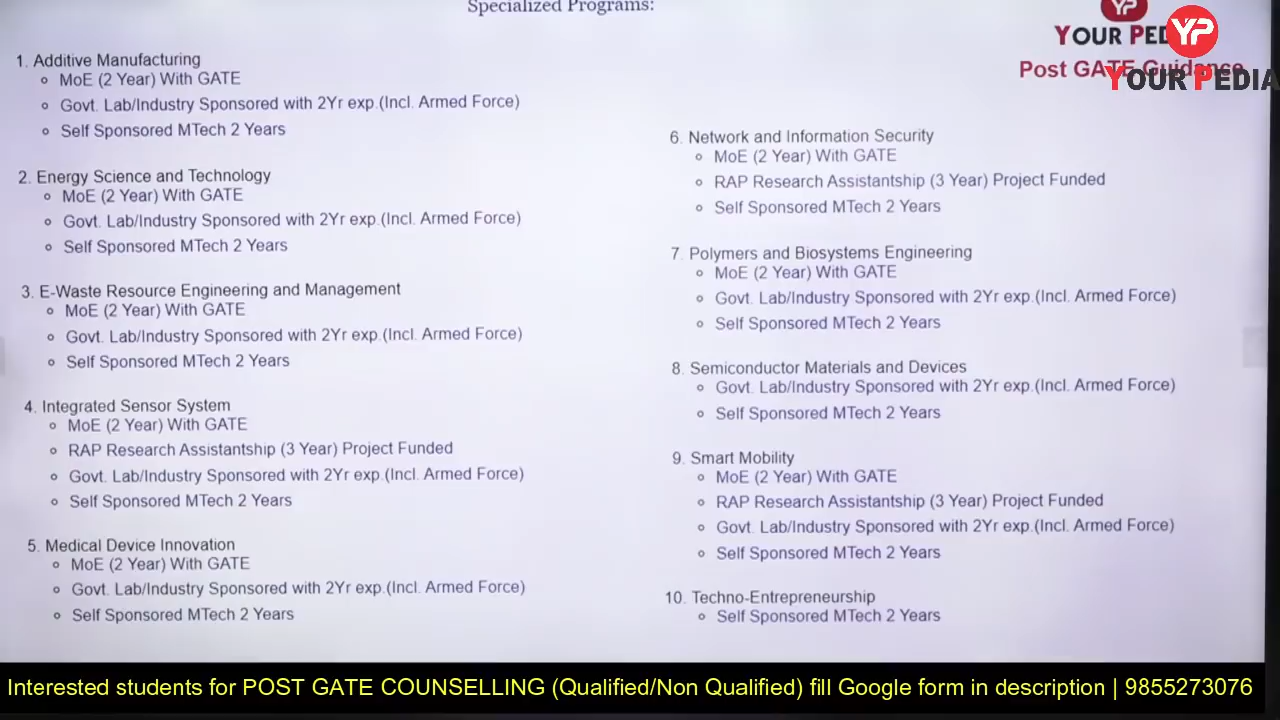 Specialized Programs:
YOUR PED
Post GATE Guidance
YP
YOUR PEDIA
1. Additive Manufacturing
MoE (2 Year) With GATE
Govt. Lab/Industry Sponsored with 2Yr exp.(Incl. Armed Force)
Self Sponsored MTech 2 Years
2. Energy Science and Technology
MoE (2 Year) With GATE
Govt. Lab/Industry Sponsored with 2Yr exp.(Incl. Armed Force)
Self Sponsored MTech 2 Years
3. E-Waste Resource Engineering and Management
MoE (2 Year) With GATE
Govt. Lab/Industry Sponsored with 2Yr exp.(Incl. Armed Force)
Self Sponsored MTech 2 Years
4. Integrated Sensor System
MoE (2 Year) With GATE
RAP Research Assistantship (3 Year) Project Funded
Govt. Lab/Industry Sponsored with 2Yr exp.(Incl. Armed Force)
Self Sponsored MTech 2 Years
5. Medical Device Innovation
MoE (2 Year) With GATE
Govt. Lab/Industry Sponsored with 2Yr exp.(Incl. Armed Force)
Self Sponsored MTech 2 Years
6. Network and Information Security
MoE (2 Year) With GATE
RAP Research Assistantship (3 Year) Project Funded
Self Sponsored MTech 2 Years
7. Polymers and Biosystems Engineering
MoE (2 Year) With GATE
Govt. Lab/Industry Sponsored with 2Yr exp.(Incl. Armed Force)
Self Sponsored MTech 2 Years
8. Semiconductor Materials and Devices
Govt. Lab/Industry Sponsored with 2Yr exp.(Incl. Armed Force)
Self Sponsored MTech 2 Years
9. Smart Mobility
MoE (2 Year) With GATE
RAP Research Assistantship (3 Year) Project Funded
Govt. Lab/Industry Sponsored with 2Yr exp.(Incl. Armed Force)
Self Sponsored MTech 2 Years
10. Techno-Entrepreneurship
Self Sponsored MTech 2 Years
Interested students for POST GATE COUNSELLING (Qualified/Non Qualified) fill Google form in description | 9855273076